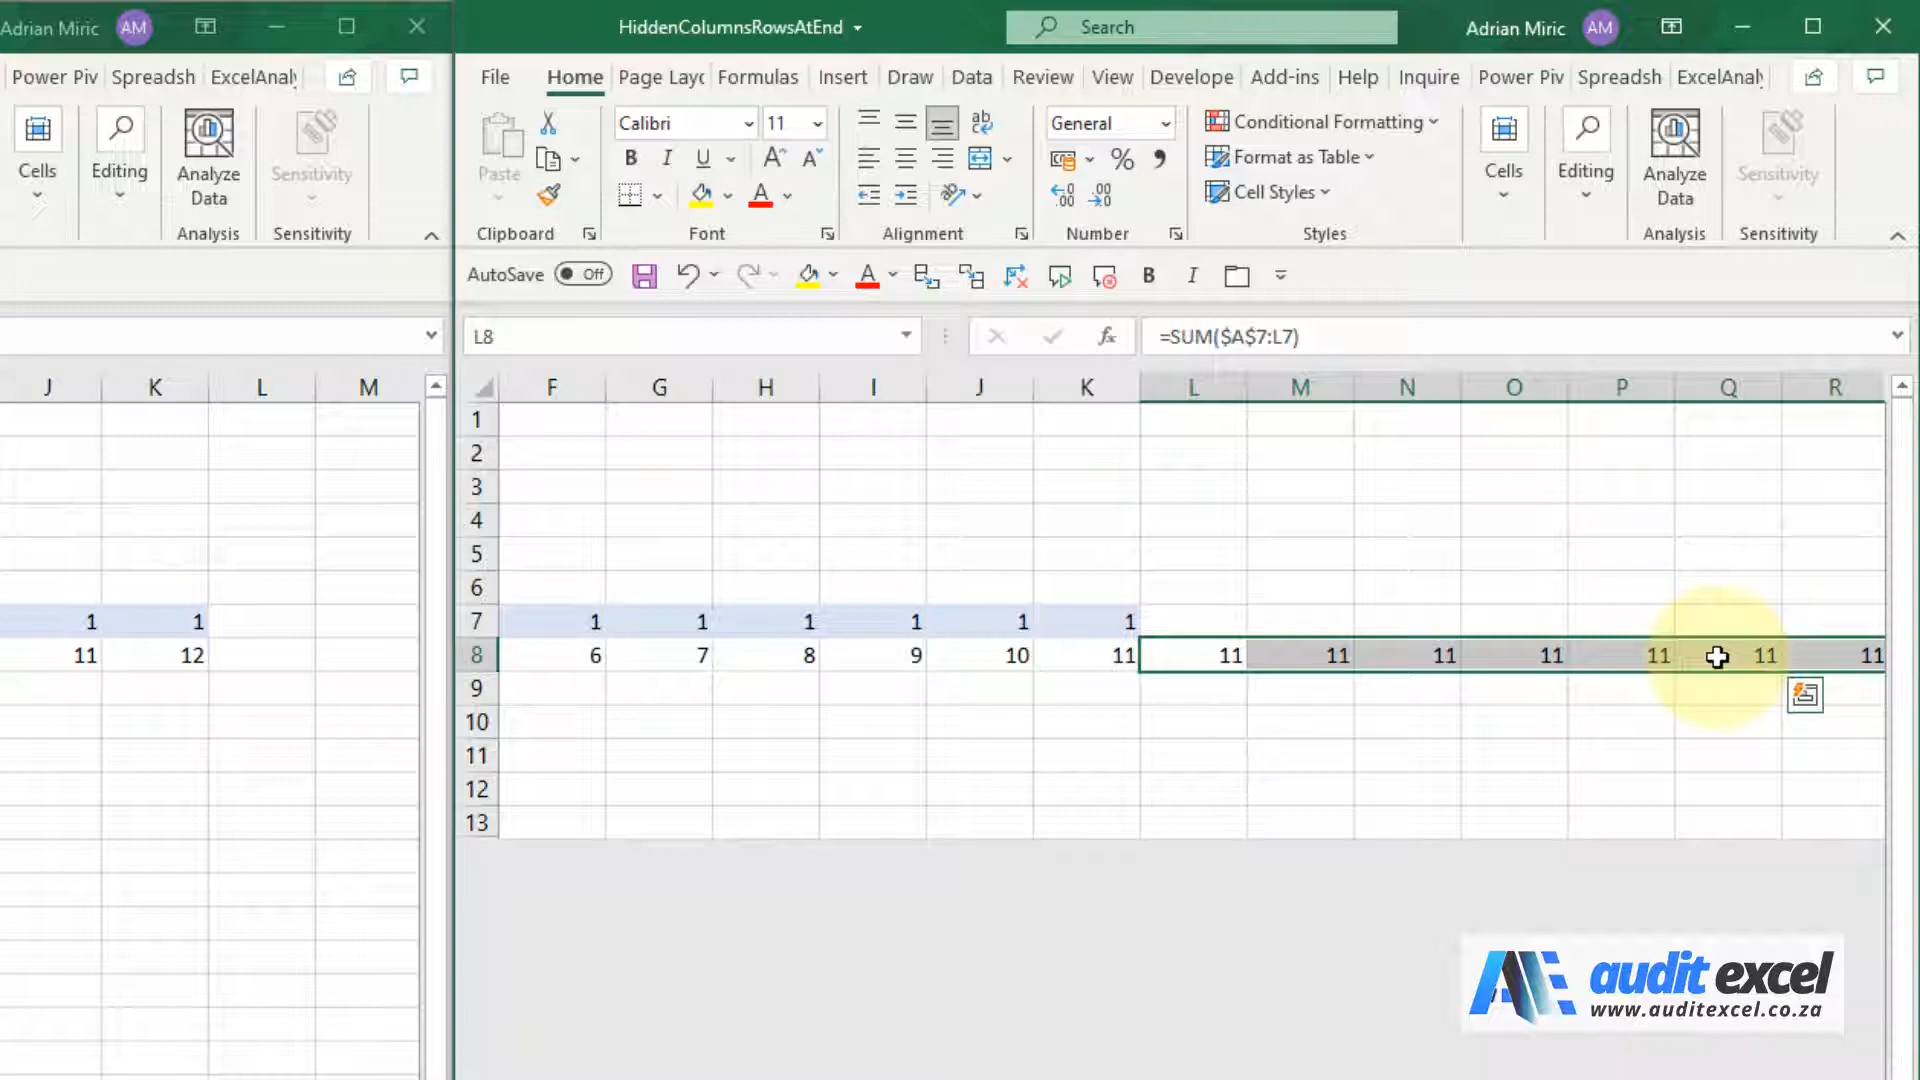 Adrian Miric AM
HiddenColumnsRowsAtEnd
Search
Adrian Miric AM
Power Piv Spreadsh ExcelAnaly
File Home Page Layo Formulas Insert Draw Data Review View Develope Add-ins Help Inquire Power Piv Spreadsh ExcelAnaly
Cells
Editing
Analyze
Data
Sensitivity
Analysis Sensitivity
Paste
Clipboard
Calibri 11
B I U
Font
ab
Alignment
General
Number
Conditional Formatting
Format as Table
Cell Styles
Styles
Cells
Editing
Analyze
Data
Sensitivity
Analysis Sensitivity
AutoSave Off
B I
L8
fx
=SUM($A$7:L7)
J K L M
F G H I J K L M N O P Q R
1
2
3
4
5
6
1 1
7 1 1 1 1 1 1
11 12
8 6 7 8 9 10 11 11 11 11 11 11 11 11
9
10
11
12
13
audit excel
www.auditexcel.co.za